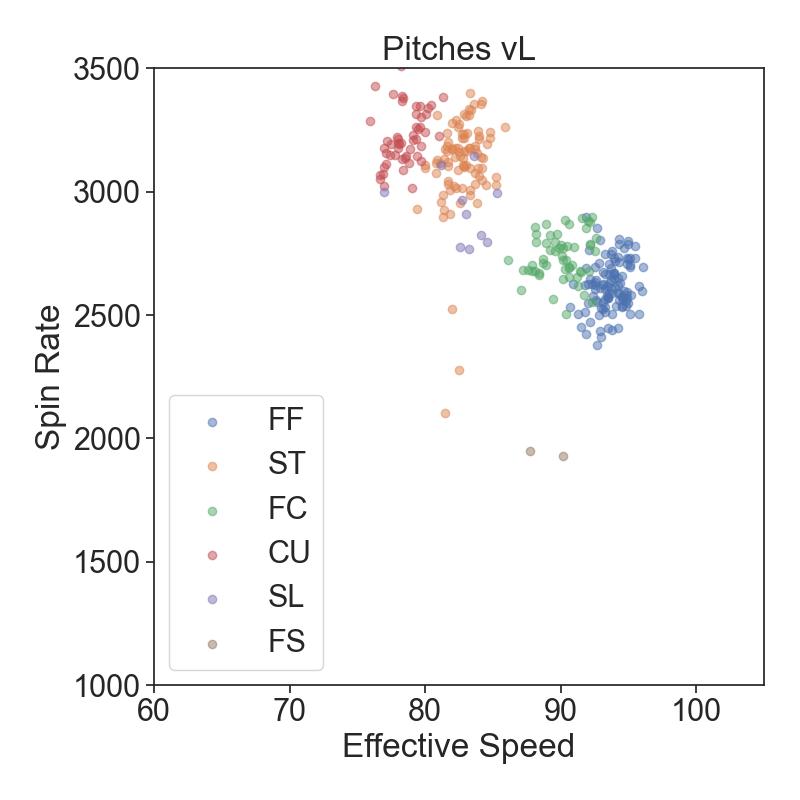 Pitches vL
3500
3000
2500
2000
1500
1000
Spin Rate
FF
ST
FC
CU
SL
FS
60 70 80 90 100
Effective Speed